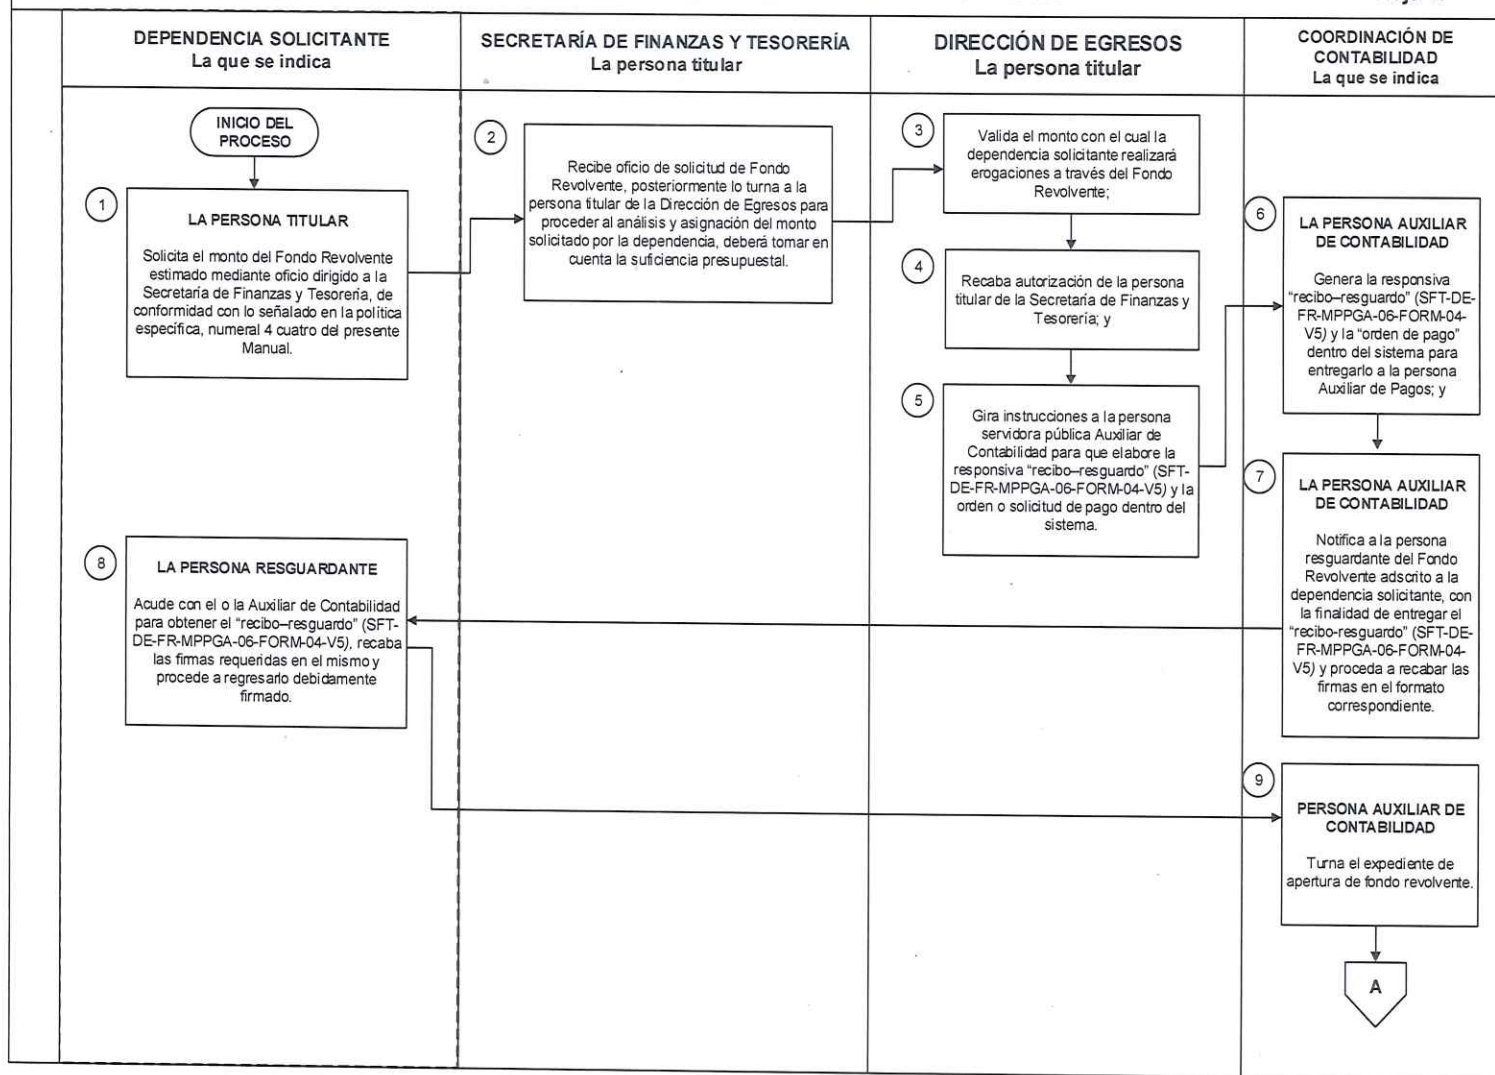 DEPENDENCIA SOLICITANTE
La que se indica
SECRETARÍA DE FINANZAS Y TESORERÍA
La persona titular
DIRECCIÓN DE EGRESOS
La persona titular
COORDINACIÓN DE
CONTABILIDAD
La que se indica
INICIO DEL
PROCESO
1
LA PERSONA TITULAR
Solicita el monto del Fondo Revolvente
estimado mediante oficio dirigido a la
Secretaría de Finanzas y Tesorería, de
conformidad con lo señalado en la política
específica, numeral 4 cuatro del presente
Manual.
2
Recibe oficio de solicitud de Fondo
Revolvente, posteriormente lo turna a la
persona titular de la Dirección de Egresos para
proceder al análisis y asignación del monto
solicitado por la dependencia, deberá tomar en
cuenta la suficiencia presupuestal.
3
Valida el monto con el cual la
dependencia solicitante realizará
erogaciones a través del Fondo
Revolvente;
4
Recaba autorización de la persona
titular de la Secretaría de Finanzas y
Tesorería; y
5
Gira instrucciones a la persona
servidora pública Auxiliar de
Contabilidad para que elabore la
responsiva "recibo–resguardo" (SFT-
DE-FR-MPPGA-06-FORM-04-V5) y la
orden o solicitud de pago dentro del
sistema.
6
LA PERSONA AUXILIAR
DE CONTABILIDAD
Genera la responsiva
"recibo–resguardo" (SFT-DE-
FR-MPPGA-06-FORM-04-
V5) y la "orden de pago"
dentro del sistema para
entregarlo a la persona
Auxiliar de Pagos; y
7
LA PERSONA AUXILIAR
DE CONTABILIDAD
Notifica a la persona
resguardante del Fondo
Revolvente adscrito a la
dependencia solicitante, con
la finalidad de entregar el
"recibo-resguardo" (SFT-DE-
FR-MPPGA-06-FORM-04-
V5) y proceda a recabar las
firmas en el formato
correspondiente.
8
LA PERSONA RESGUARDANTE
Acude con el o la Auxiliar de Contabilidad
para obtener el "recibo–resguardo" (SFT-
DE-FR-MPPGA-06-FORM-04-V5), recaba
las firmas requeridas en el mismo y
procede a regresarlo debidamente
firmado.
9
PERSONA AUXILIAR DE
CONTABILIDAD
Turna el expediente de
apertura de fondo revolvente.
A